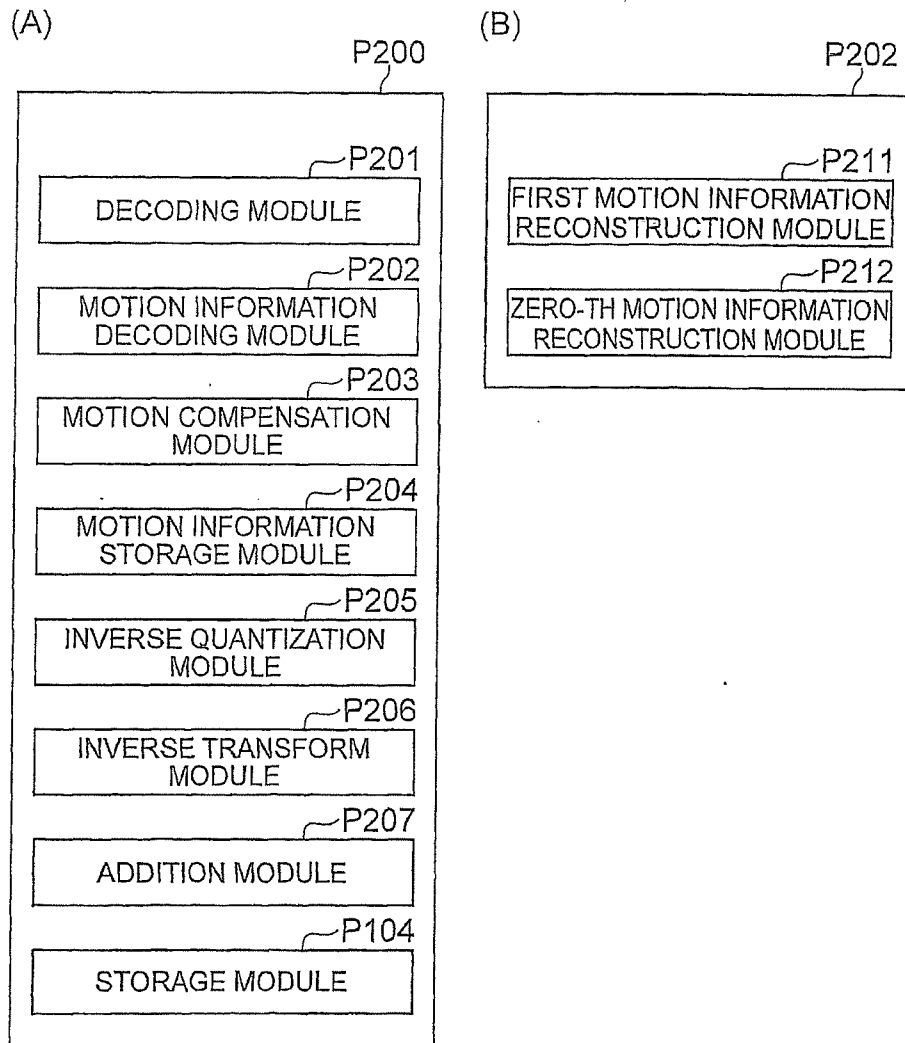 (A)
P200
P201
DECODING MODULE
P202
MOTION INFORMATION
DECODING MODULE
P203
MOTION COMPENSATION
MODULE
P204
MOTION INFORMATION
STORAGE MODULE
P205
INVERSE QUANTIZATION
MODULE
P206
INVERSE TRANSFORM
MODULE
P207
ADDITION MODULE
P104
STORAGE MODULE
(B)
P202
P211
FIRST MOTION INFORMATION
RECONSTRUCTION MODULE
P212
ZERO-TH MOTION INFORMATION
RECONSTRUCTION MODULE